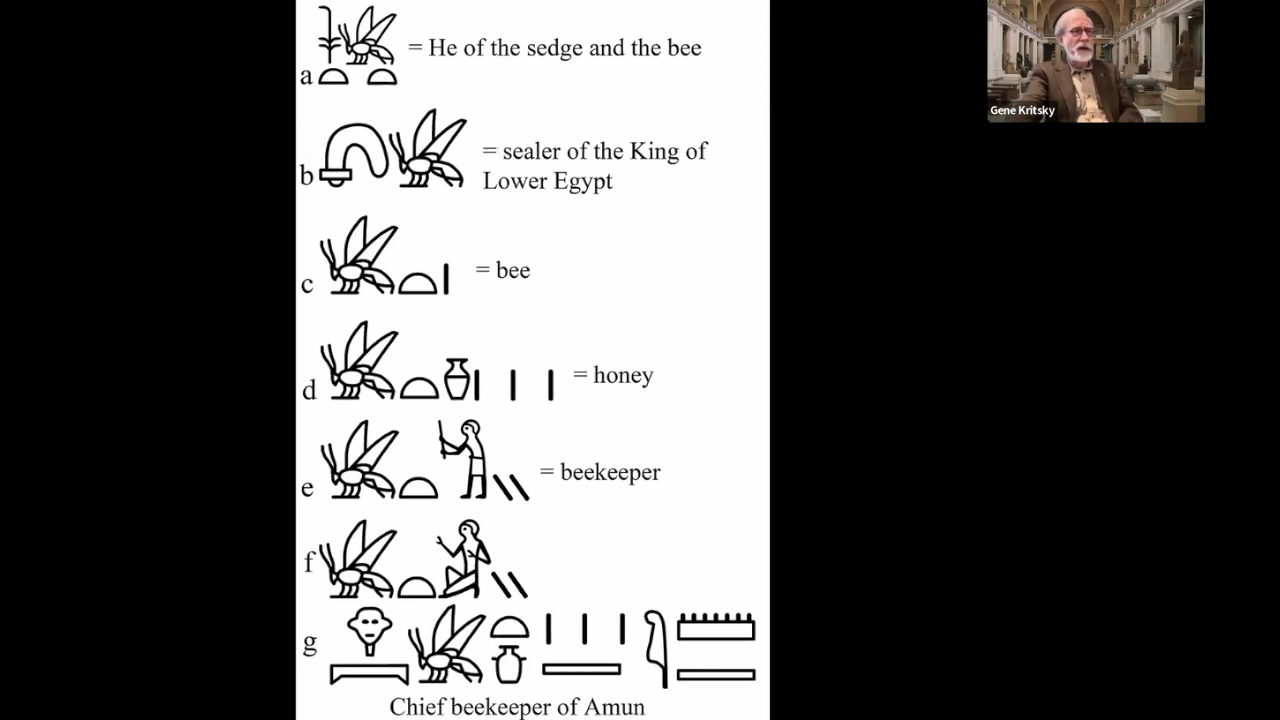 a = He of the sedge and the bee
Gene Kritsky
b = sealer of the King of
Lower Egypt
c = bee
d = honey
e = beekeeper
f
g
Chief beekeeper of Amun